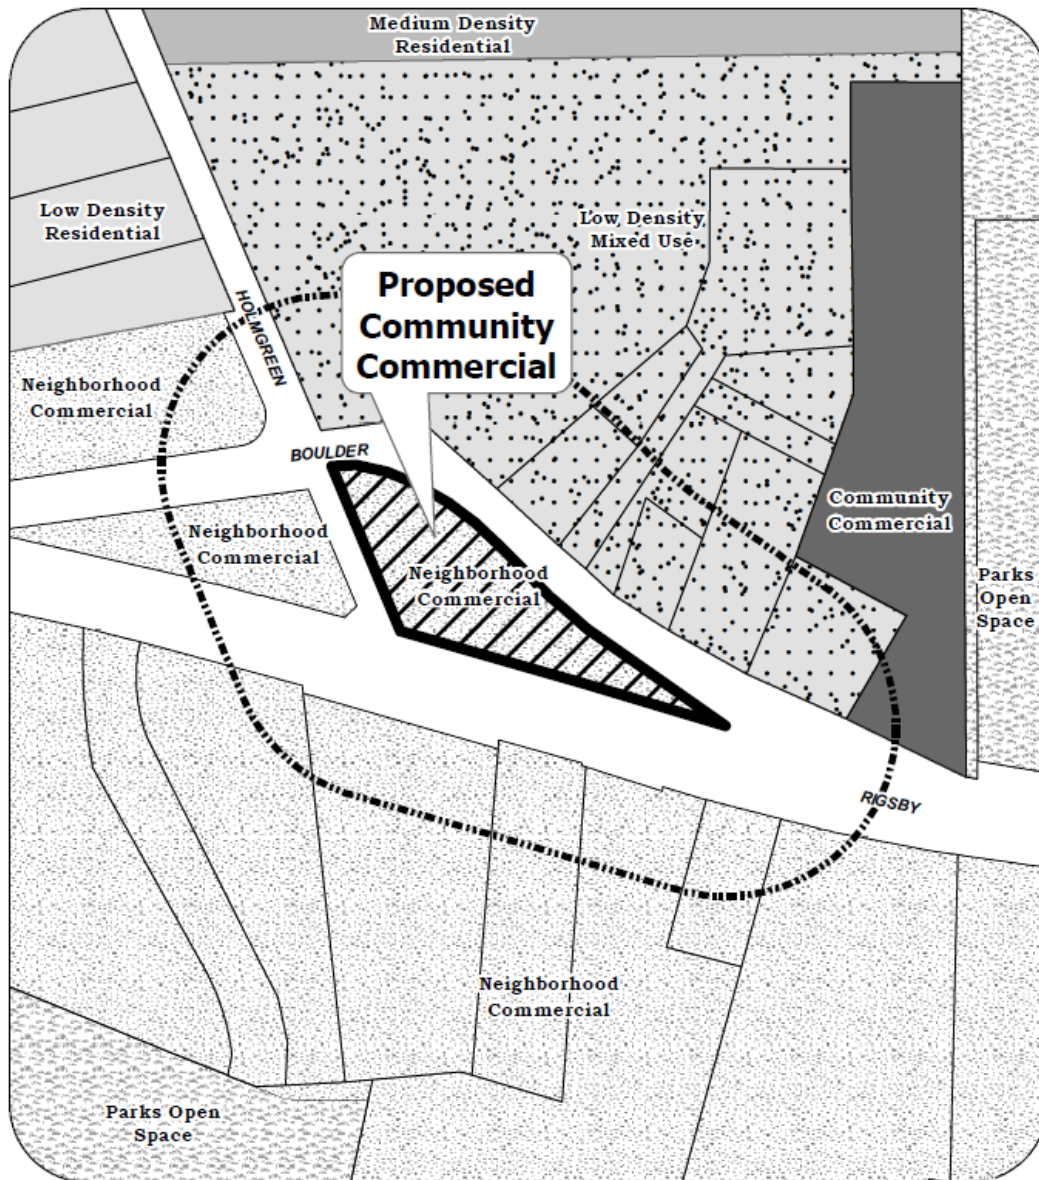 Medium Density
Residential
Low Density
Residential
Low Density
Mixed Use
Proposed
Community
Commercial
HOLMGREEN
Neighborhood
Commercial
BOULDER
Neighborhood
Commercial
Neighborhood
Commercial
Community
Commercial
Parks
Open
Space
RIGSBY
Neighborhood
Commercial
Parks Open
Space